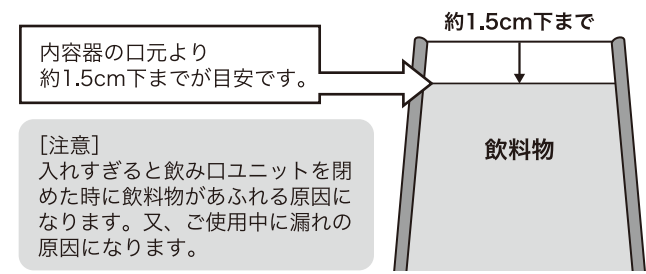 約1.5cm下まで
内容器の口元より
約1.5cm下までが目安です。
[注意]
入れすぎると飲み口ユニットを閉
めた時に飲料物があふれる原因に
なります。又、ご使用中に漏れの
原因になります。
飲料物